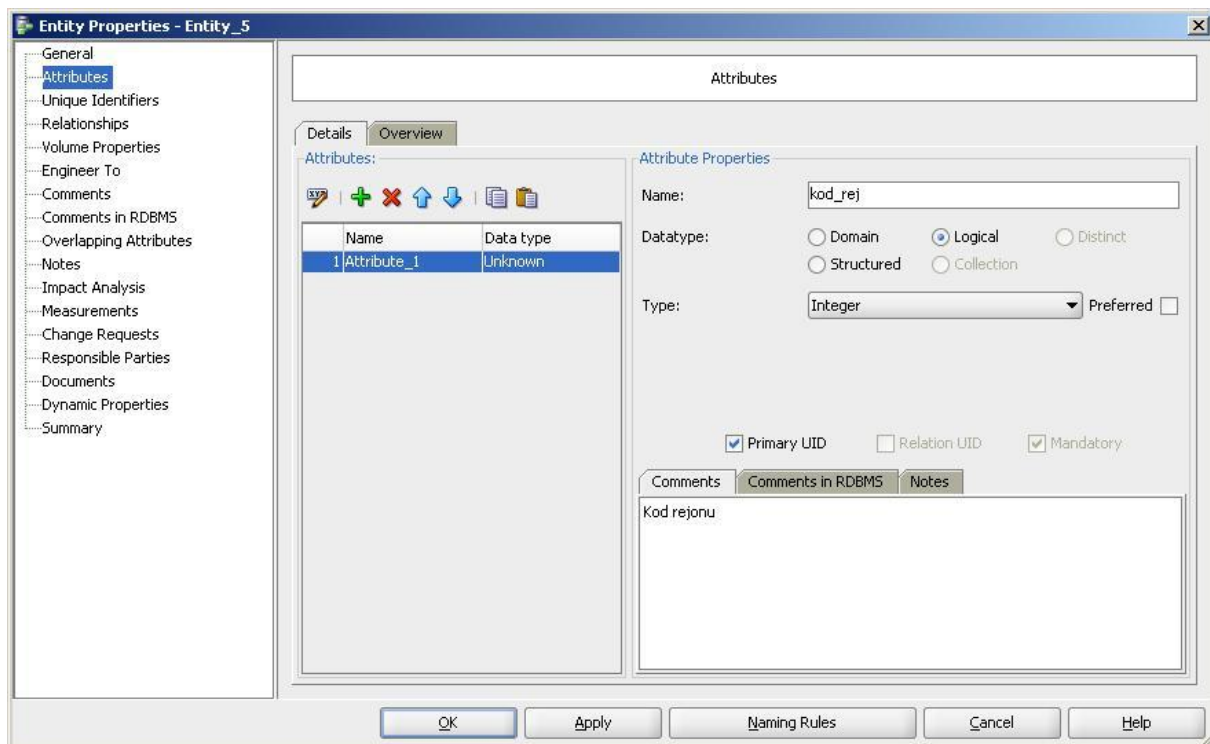 Entity Properties - Entity_5
General
Attributes
Unique Identifiers
Relationships
Volume Properties
Engineer To
Comments
Comments in RDBMS
Overlapping Attributes
Notes
Impact Analysis
Measurements
Change Requests
Responsible Parties
Documents
Dynamic Properties
Summary
Attributes
Details Overview
Attributes:
Name Data type
1 Attribute_1 Unknown
Attribute Properties
Name: kod_rej
Datatype: Domain Logical Distinct
Structured Collection
Type: Integer Preferred
Primary UID Relation UID Mandatory
Comments Comments in RDBMS Notes
Kod rejonu
OK Apply Naming Rules Cancel Help